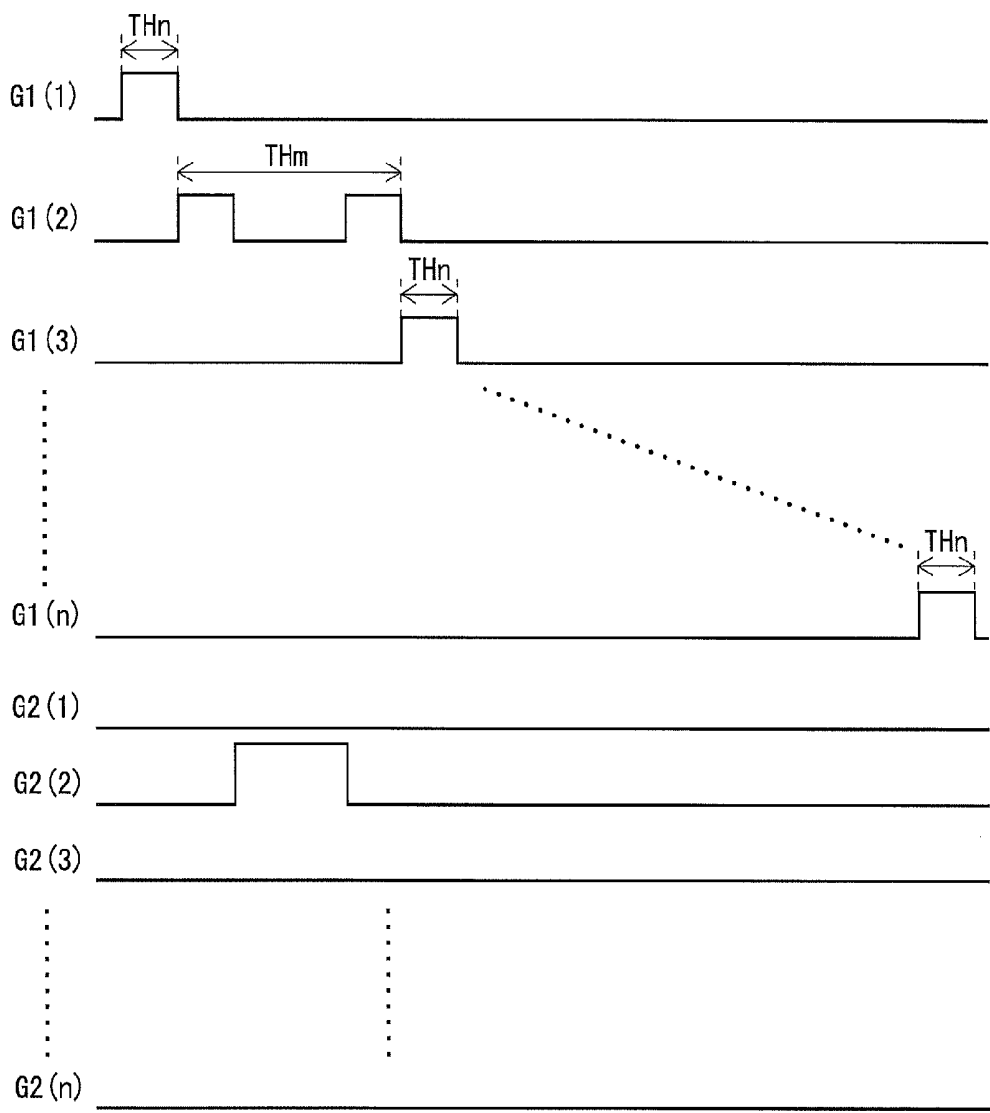 THn
G1(1)
THm
G1(2)
THn
G1(3)
THn
G1(n)
G2(1)
G2(2)
G2(3)
G2(n)